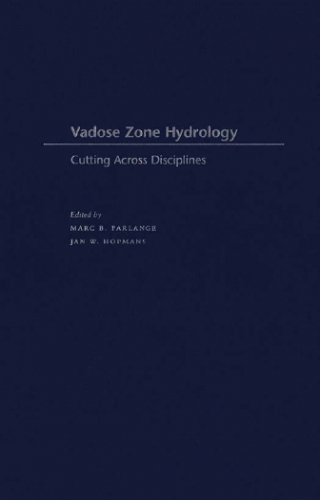 Vadose Zone Hydrology
Cutting Across Disciplines
Edited by
MARC B. PARLANGE
JAN W. HOPMANS